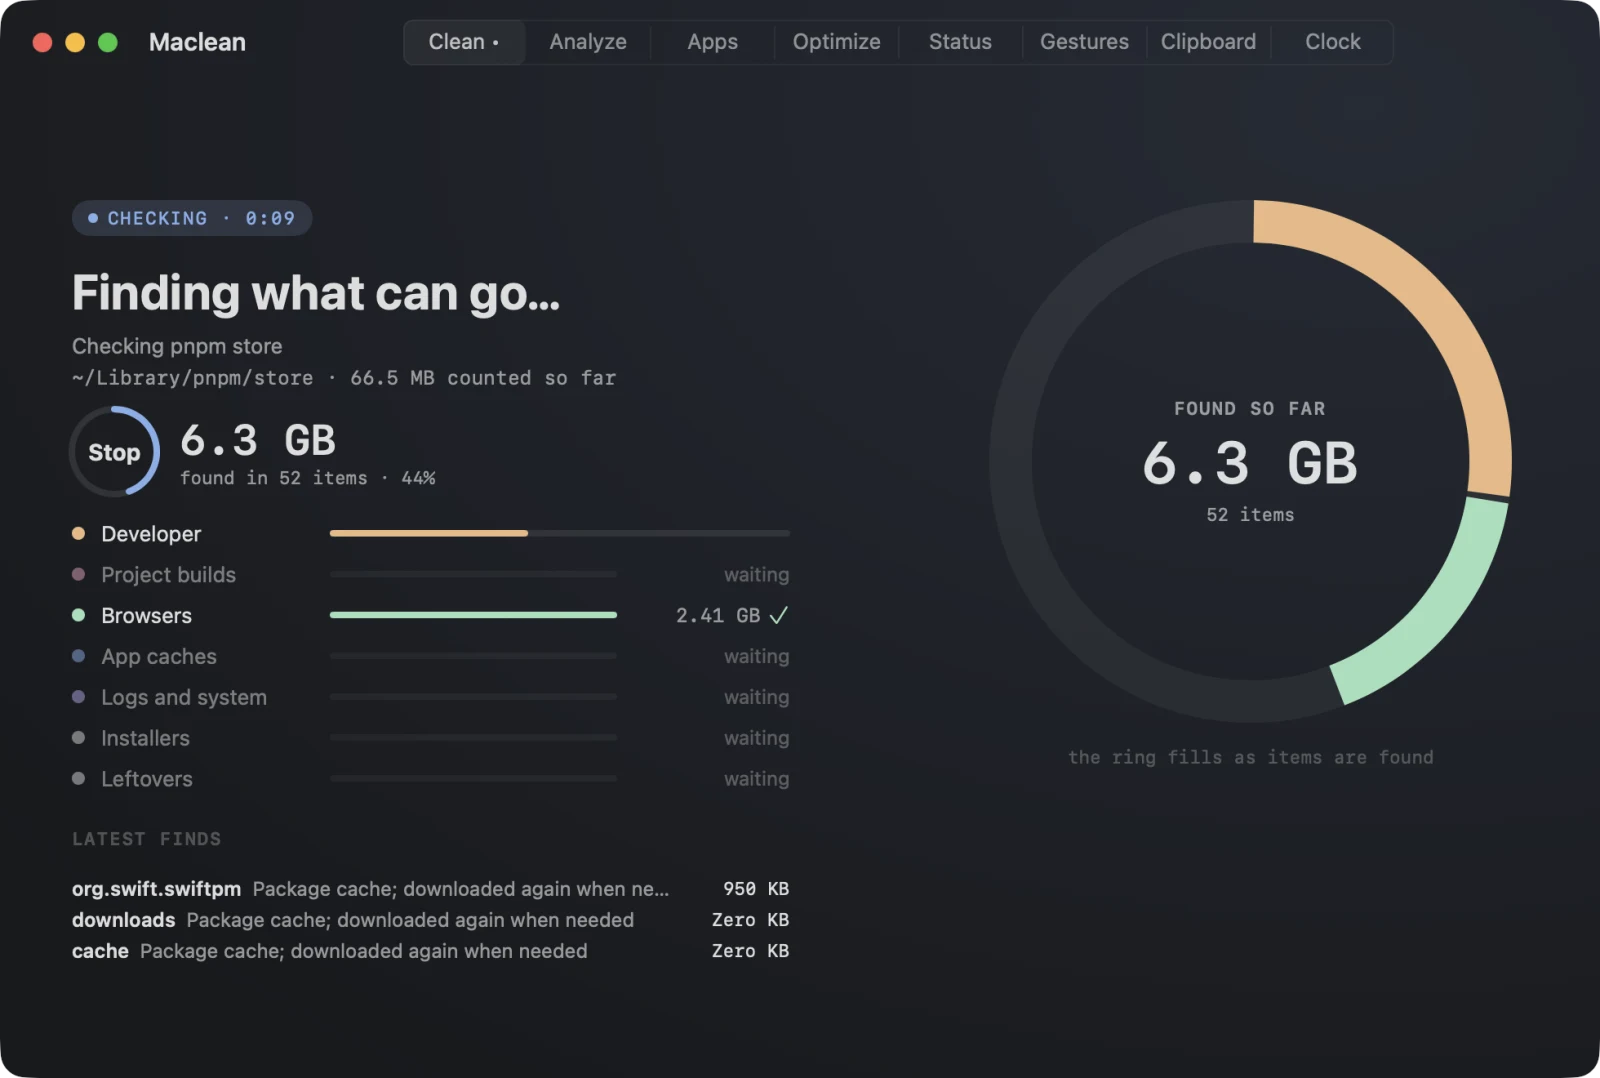 Maclean
Clean •
Analyze
Apps
Optimize
Status
Gestures
Clipboard
Clock
CHECKING · 0:09
Finding what can go…
Checking pnpm store
~/Library/pnpm/store · 66.5 MB counted so far
Stop
6.3 GB
found in 52 items · 44%
Developer
Project builds waiting
Browsers 2.41 GB ✓
App caches waiting
Logs and system waiting
Installers waiting
Leftovers waiting
LATEST FINDS
org.swift.swiftpm Package cache; downloaded again when ne… 950 KB
downloads Package cache; downloaded again when needed Zero KB
cache Package cache; downloaded again when needed Zero KB
FOUND SO FAR
6.3 GB
52 items
the ring fills as items are found